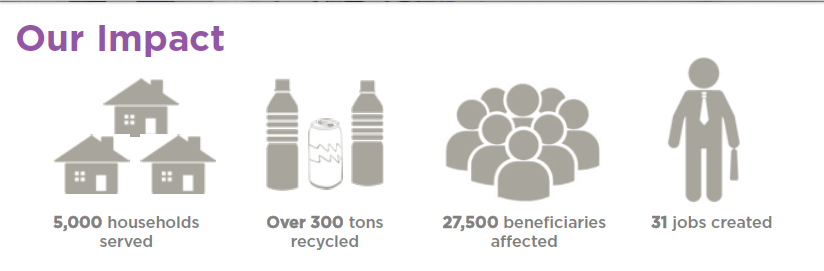 Our Impact
5,000 households
served
Over 300 tons
recycled
27,500 beneficiaries
affected
31 jobs created